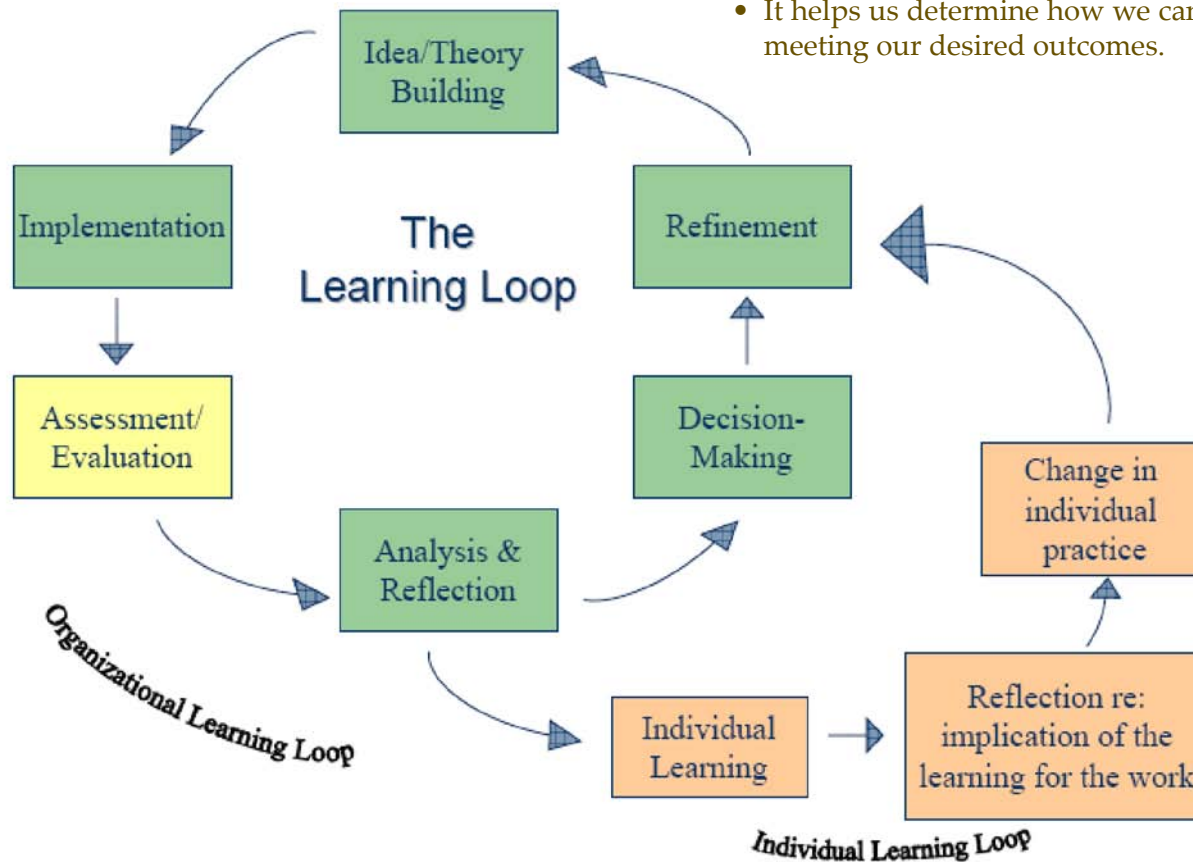 • It helps us determine how we can
meeting our desired outcomes.
Idea/Theory
Building
Implementation
The
Learning Loop
Refinement
Assessment/
Evaluation
Decision-
Making
Change in
individual
practice
Analysis &
Reflection
Organizational Learning Loop
Individual
Learning
Reflection re:
implication of the
learning for the work
Individual Learning Loop